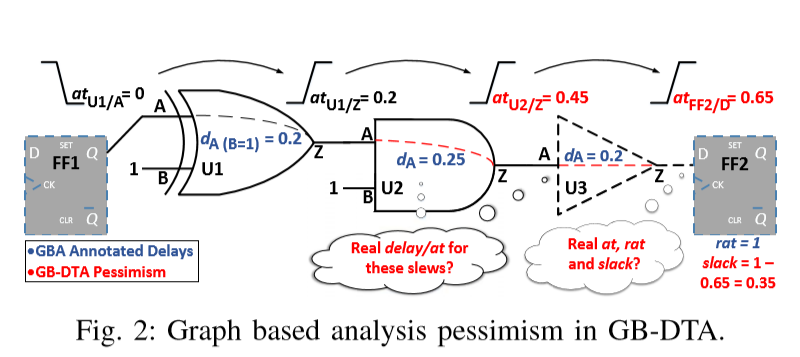 at U1/A = 0
at U1/Z = 0.2
at U2/Z = 0.45
at FF2/D = 0.65
D SET Q
FF1
CK
CLR Q
A
1
B
dA (B=1) = 0.2
U1
Z
A
dA = 0.25
1
B
U2
Z
A
dA = 0.2
U3
Z
D SET Q
FF2
CK
CLR Q
•GBA Annotated Delays
•GB-DTA Pessimism
Real delay/at for
these slews?
Real at, rat
and slack?
rat = 1
slack = 1 –
0.65 = 0.35
Fig. 2: Graph based analysis pessimism in GB-DTA.